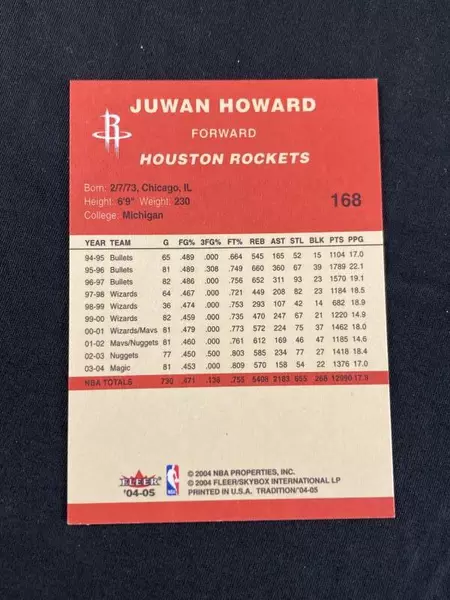 JUWAN HOWARD
FORWARD
HOUSTON ROCKETS
Born: 2/7/73, Chicago, IL
Height: 6'9" Weight: 230
College: Michigan
168
YEAR TEAM G FG% 3FG% FT% REB AST STL BLK PTS PPG
94-95 Bullets 65 .489 .000 .664 545 165 52 15 1104 17.0
95-96 Bullets 81 .489 .308 .749 660 360 67 39 1789 22.1
96-97 Bullets 82 .486 .000 .756 652 311 93 23 1570 19.1
97-98 Wizards 64 .467 .000 .721 449 208 82 23 1184 18.5
98-99 Wizards 36 .474 .000 .753 293 107 42 14 682 18.9
99-00 Wizards 82 .459 .000 .735 470 247 67 21 1220 14.9
00-01 Wizards/Mavs 81 .479 .000 .773 572 224 75 37 1462 18.0
01-02 Mavs/Nuggets 81 .460 .000 .761 612 169 46 47 1185 14.6
02-03 Nuggets 77 .450 .500 .803 585 234 77 27 1418 18.4
03-04 Magic 81 .453 .000 .809 570 158 54 22 1376 17.0
NBA TOTALS 730 .471 .138 .755 5408 2183 655 268 12990 17.8
FLEER
'04-05
NBA
© 2004 NBA PROPERTIES, INC.
© 2004 FLEER/SKYBOX INTERNATIONAL LP
PRINTED IN U.S.A. TRADITION/'04-05